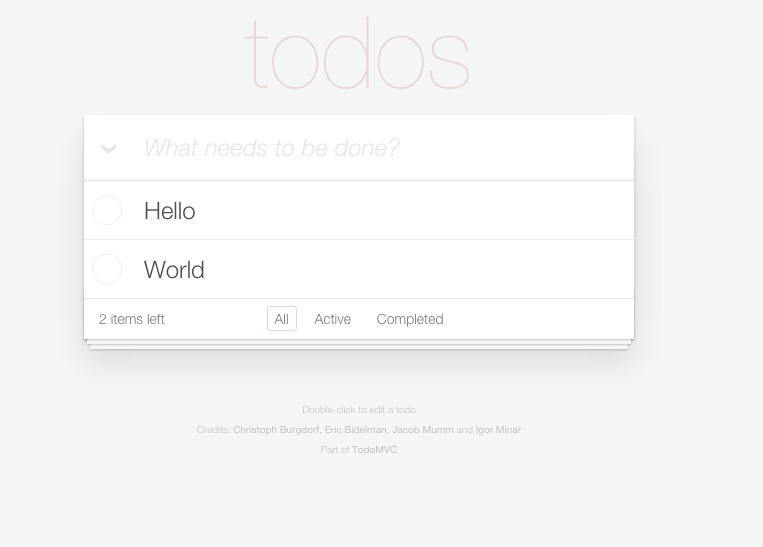 todos
What needs to be done?
Hello
World
2 items left All Active Completed
Double-click to edit a todo
Credits: Christoph Burgdorf, Eric Bidelman, Jacob Mumm and Igor Minar
Part of TodoMVC